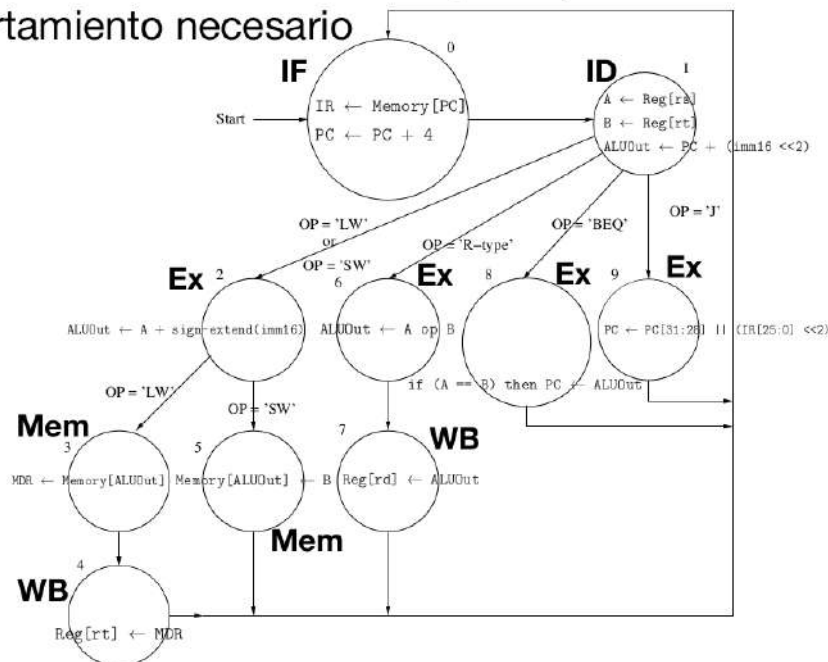 rtamiento necesario
0
IF
IR ← Memory[PC]
PC ← PC + 4
Start
ID
1
A ← Reg[rs]
B ← Reg[rt]
ALUOut ← PC + (imm16 <<2)
OP = 'LW'
or
OP = 'SW'
OP = 'R-type'
OP = 'BEQ'
OP = 'J'
Ex
2
ALUOut ← A + sign-extend(imm16)
6
Ex
ALUOut ← A op B
8
Ex
if (A == B) then PC ← ALUOut
9
Ex
PC ← PC[31:28] || (IR[25:0] <<2)
OP = 'LW'
OP = 'SW'
Mem
3
MDR ← Memory[ALUOut]
5
Memory[ALUOut] ← B
Mem
7
WB
Reg[rd] ← ALUOut
4
WB
Reg[rt] ← MDR